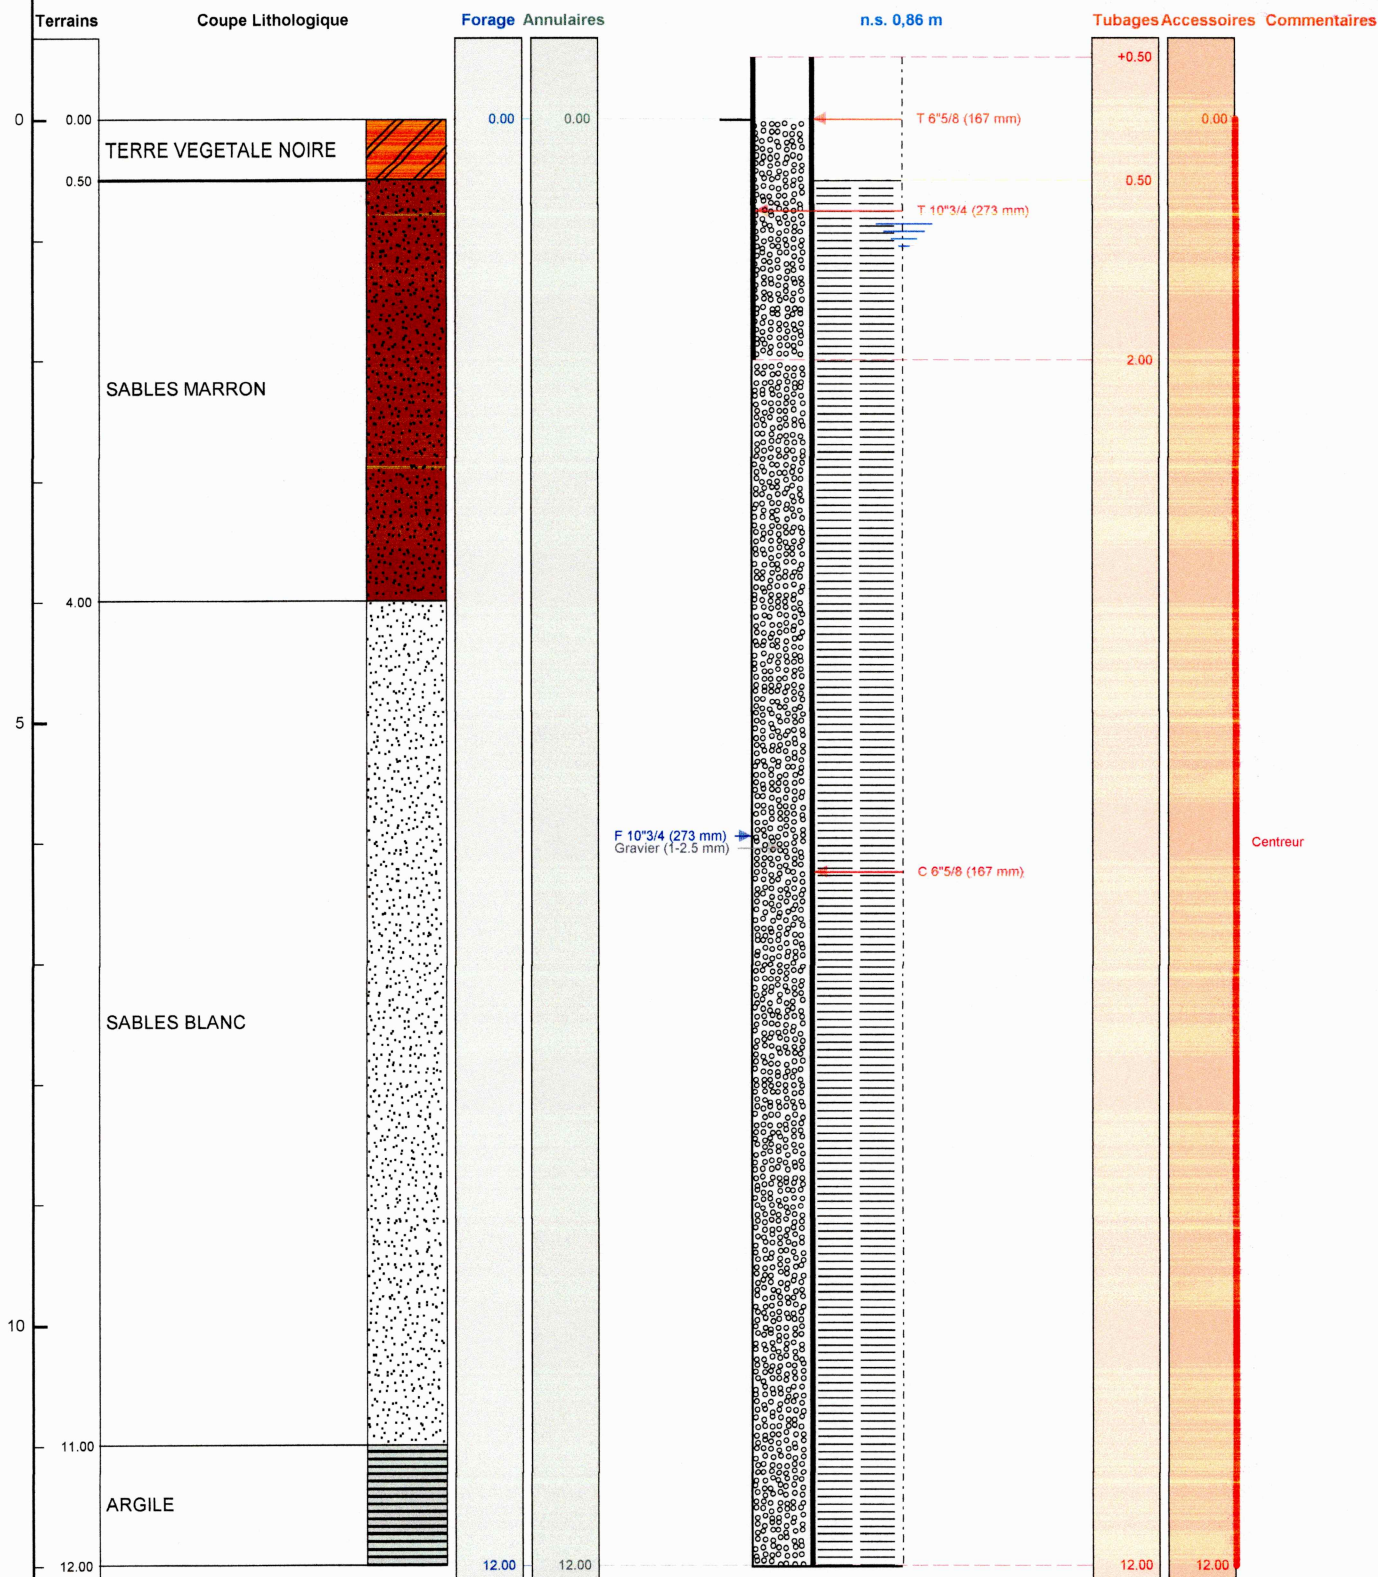 Terrains Coupe Lithologique Forage Annulaires n.s. 0,86 m Tubages Accessoires Commentaires
+0.50
0 0.00 0.00 0.00 T 6"5/8 (167 mm) 0.00
TERRE VEGETALE NOIRE
0.50 0.50
T 10"3/4 (273 mm)
2.00
SABLES MARRON
4.00
5
F 10"3/4 (273 mm)
Centreur
Gravier (1-2.5 mm)
C 6"5/8 (167 mm)
SABLES BLANC
10
11.00
ARGILE
12.00 12.00 12.00 12.00 12.00